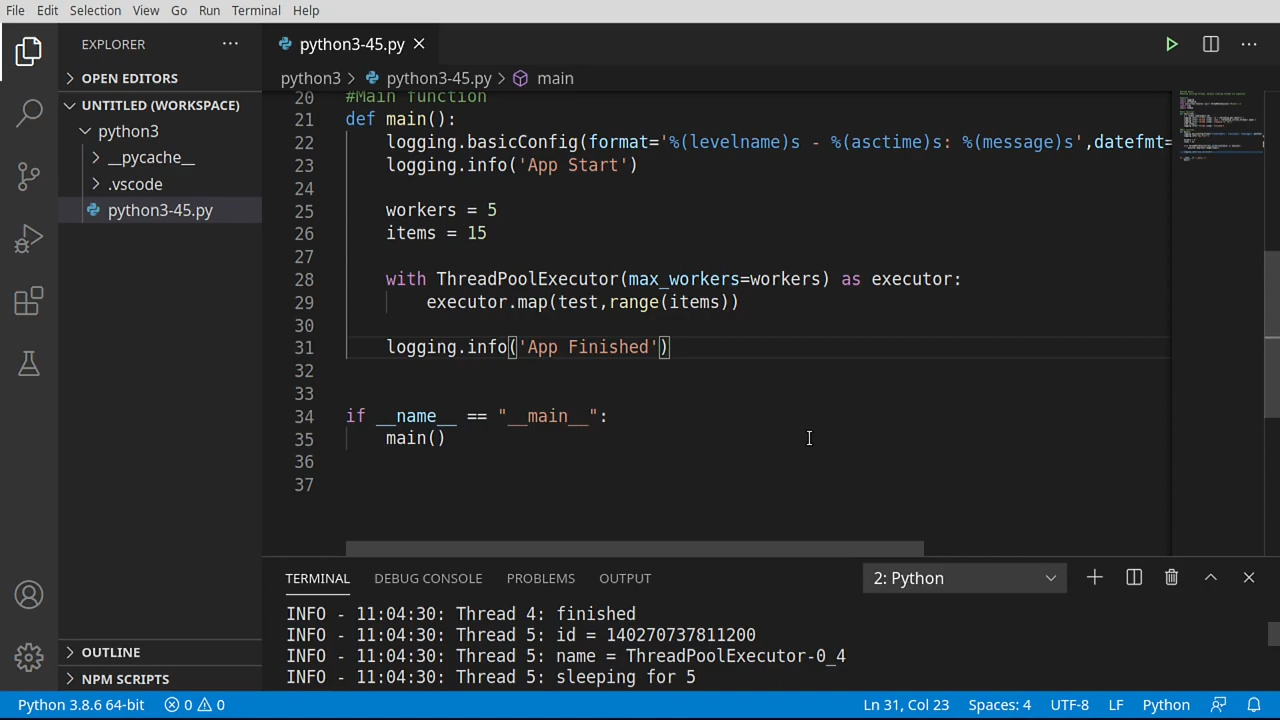 File Edit Selection View Go Run Terminal Help
EXPLORER
python3-45.py
OPEN EDITORS
python3 > python3-45.py > main
UNTITLED (WORKSPACE)
python3
__pycache__
.vscode
python3-45.py
20 #Main function
21 def main():
22 logging.basicConfig(format='%(levelname)s - %(asctime)s: %(message)s',datefmt=
23 logging.info('App Start')
24
25 workers = 5
26 items = 15
27
28 with ThreadPoolExecutor(max_workers=workers) as executor:
29 executor.map(test,range(items))
30
31 logging.info('App Finished')
32
33
34 if __name__ == "__main__":
35 main()
36
37
TERMINAL DEBUG CONSOLE PROBLEMS OUTPUT 2: Python
INFO - 11:04:30: Thread 4: finished
INFO - 11:04:30: Thread 5: id = 140270737811200
INFO - 11:04:30: Thread 5: name = ThreadPoolExecutor-0_4
INFO - 11:04:30: Thread 5: sleeping for 5
OUTLINE
NPM SCRIPTS
Python 3.8.6 64-bit 0 0 Ln 31, Col 23 Spaces: 4 UTF-8 LF Python